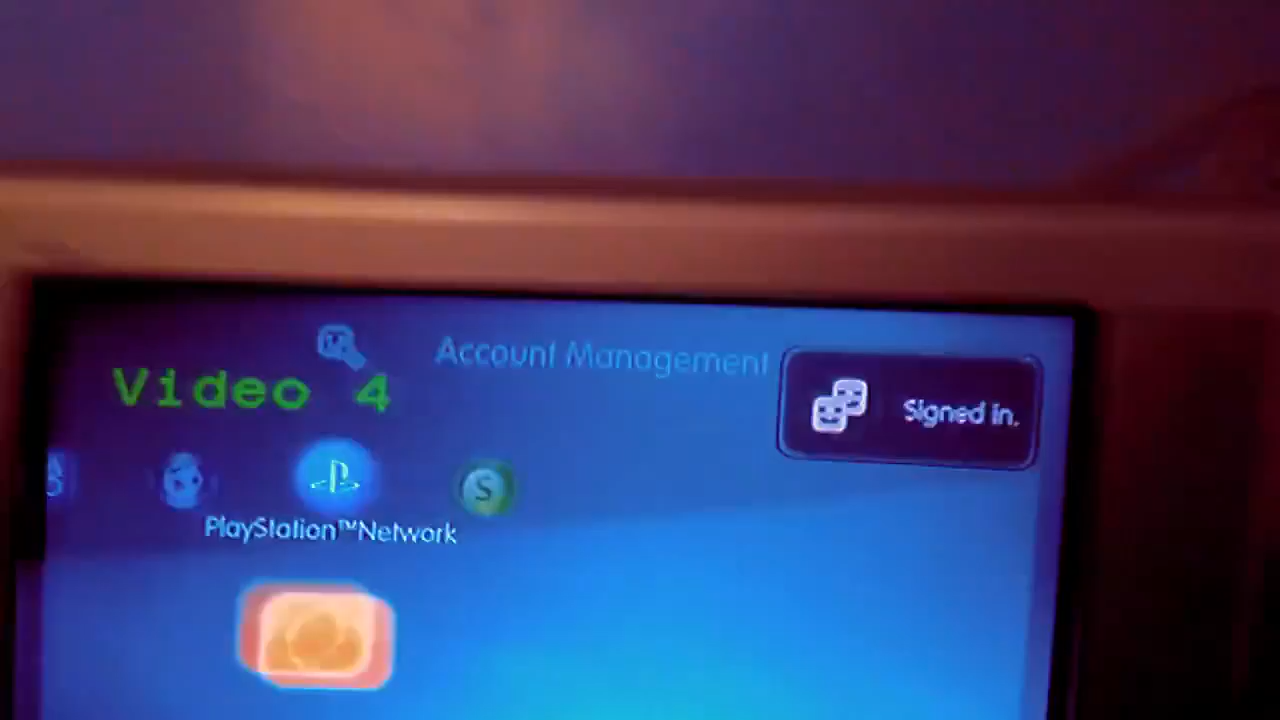 Account Management
Video 4
Signed in.
S
PlayStation™Network